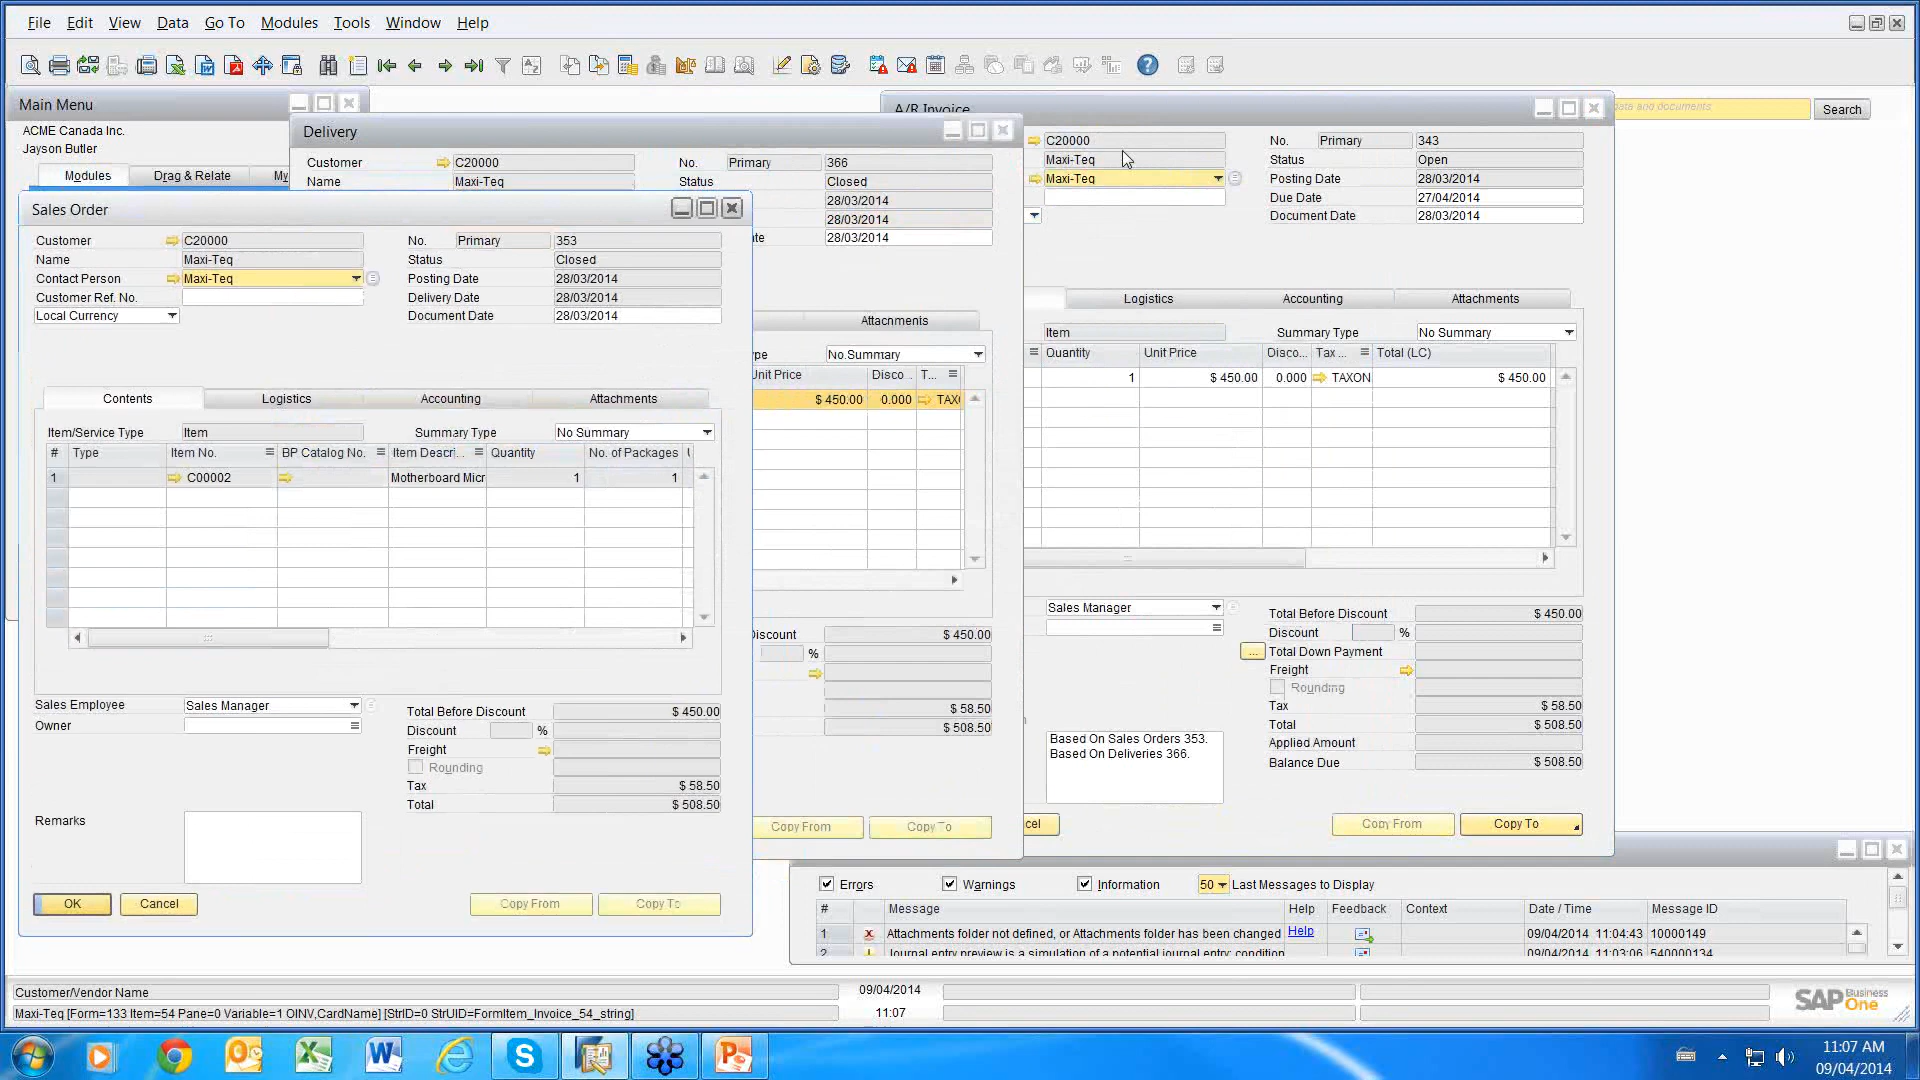 File Edit View Data Go To Modules Tools Window Help
Main Menu
ACME Canada Inc.
Jayson Butler
Modules Drag & Relate My
Search
Delivery
Customer C20000 No. Primary 366
Name Maxi-Teq Status Closed
28/03/2014
28/03/2014
28/03/2014
Attachments
No Summary
Unit Price Disco... T...
$ 450.00 0.000
$ 450.00
%
$ 58.50
$ 508.50
Copy From Copy To
A/R Invoice
C20000 No. Primary 343
Maxi-Teq Status Open
Maxi-Teq Posting Date 28/03/2014
Due Date 27/04/2014
Document Date 28/03/2014
Logistics Accounting Attachments
Item Summary Type No Summary
Quantity Unit Price Disco... Tax ... Total (LC)
1 $ 450.00 0.000 TAXON $ 450.00
Sales Manager Total Before Discount $ 450.00
Discount %
... Total Down Payment
Freight
Rounding
Tax $ 58.50
Total $ 508.50
Based On Sales Orders 353.
Based On Deliveries 366.
Applied Amount
Balance Due $ 508.50
Copy From Copy To
Sales Order
Customer C20000 No. Primary 353
Name Maxi-Teq Status Closed
Contact Person Maxi-Teq Posting Date 28/03/2014
Customer Ref. No. Delivery Date 28/03/2014
Local Currency Document Date 28/03/2014
Contents Logistics Accounting Attachments
Item/Service Type Item Summary Type No Summary
# Type Item No. BP Catalog No. Item Descri... Quantity No. of Packages
1 C00002 Motherboard Micr 1 1
Sales Employee Sales Manager Total Before Discount $ 450.00
Owner Discount %
Freight
Rounding
Tax $ 58.50
Total $ 508.50
Remarks
OK Cancel Copy From Copy To
Errors Warnings Information 50 Last Messages to Display
# Message Help Feedback Context Date / Time Message ID
1 Attachments folder not defined, or Attachments folder has been changed Help 09/04/2014 11:04:43 10000149
2 Journal entry preview is a simulation of a potential journal entry; condition 09/04/2014 11:03:06 540000134
Customer/Vendor Name 09/04/2014
Maxi-Teq [Form=133 Item=54 Pane=0 Variable=1 OINV,CardName] [StrID=0 StrUID=FormItem_Invoice_54_string] 11:07
SAP Business One
11:07 AM
09/04/2014